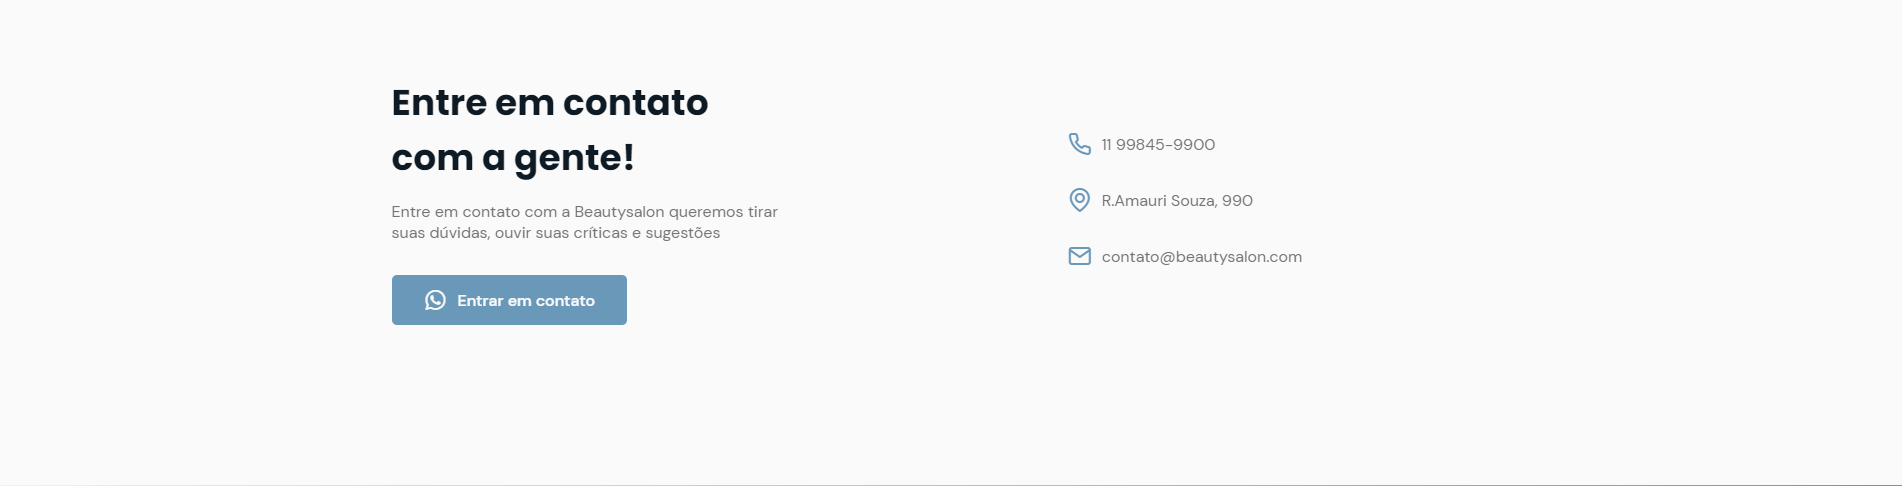 Entre em contato
com a gente!
Entre em contato com a Beautysalon queremos tirar
suas dúvidas, ouvir suas críticas e sugestões
Entrar em contato
11 99845-9900
R.Amauri Souza, 990
contato@beautysalon.com